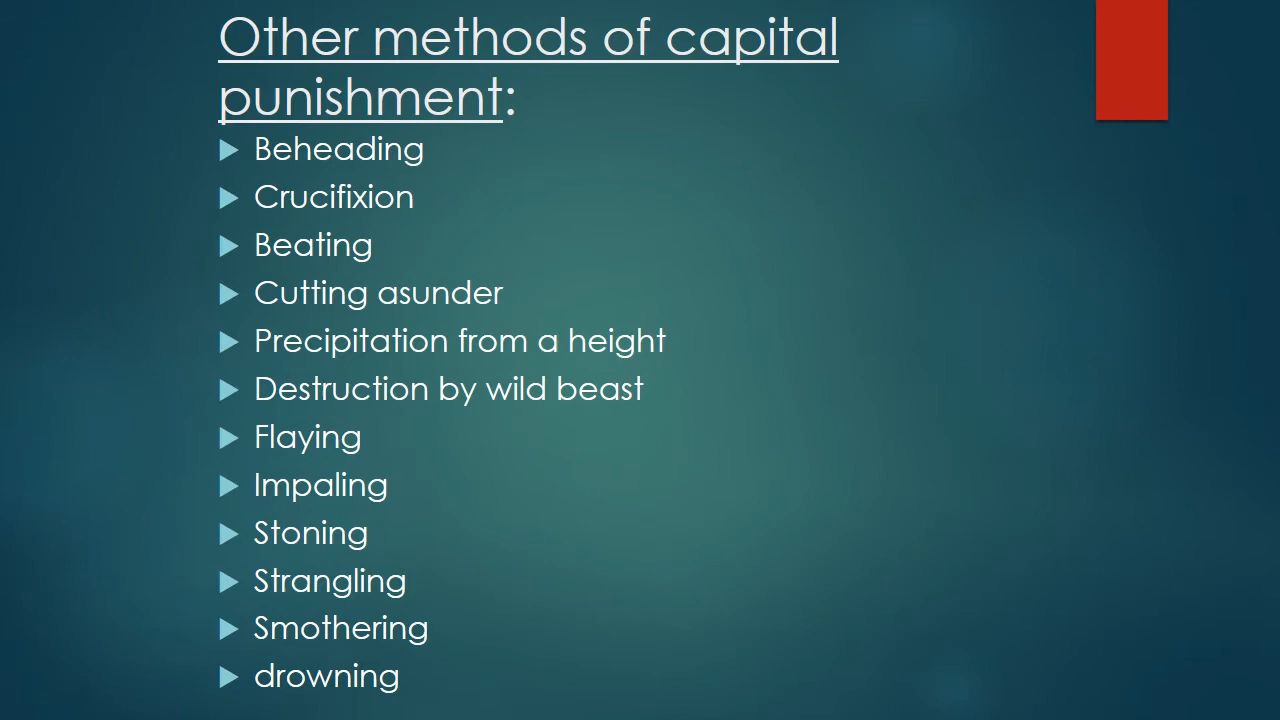 Other methods of capital
punishment:
Beheading
Crucifixion
Beating
Cutting asunder
Precipitation from a height
Destruction by wild beast
Flaying
Impaling
Stoning
Strangling
Smothering
drowning